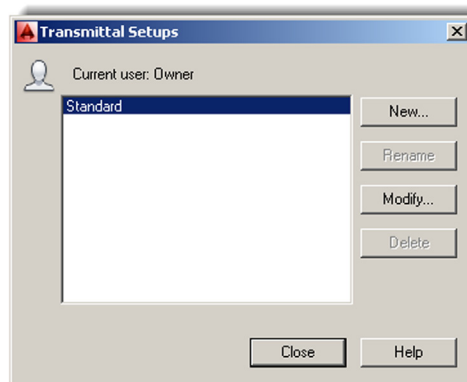 Transmittal Setups
Current user: Owner
Standard
New...
Rename
Modify...
Delete
Close
Help